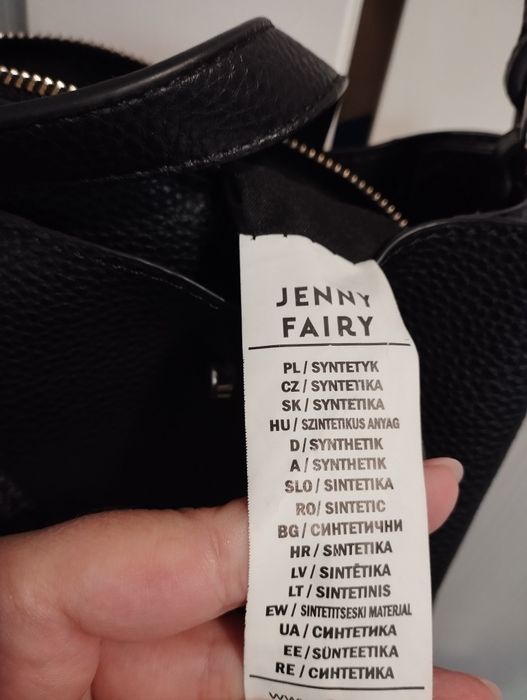 JENNY
FAIRY
PL / SYNTETYK
CZ / SYNTETIKA
SK / SYNTETIKA
HU / SZINTETIKUS ANYAG
D / SYNTHETIK
A / SYNTHETIK
SLO / SINTETIKA
RO / SINTETIC
BG / СИНТЕТИЧНИ
HR / SINTETIKA
LV / SINTĒTIKA
LT / SINTETINIS
EW / SINTETITSESKI MATERJAL
UA / СИНТЕТИКА
EE / SÜNTEETIKA
RE / СИНТЕТИКА